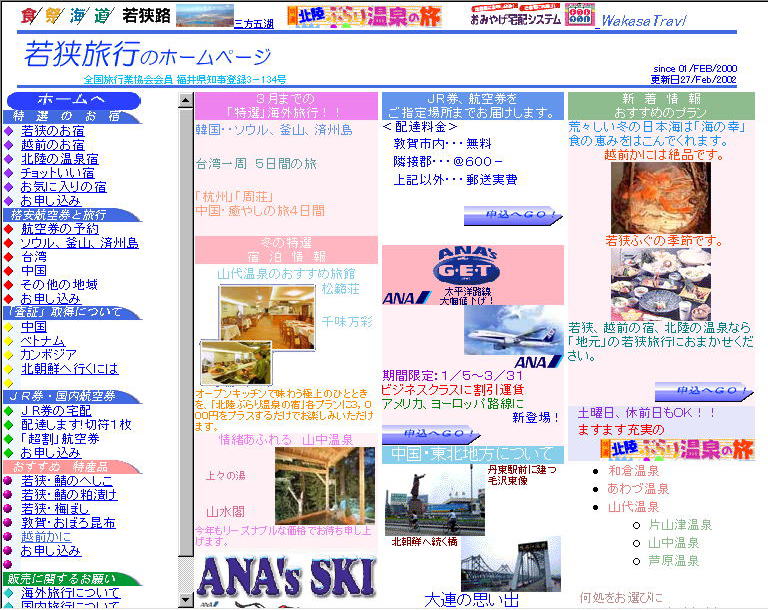 食 祭 海 道 若狭路
三方五湖
北陸ぶらり温泉の旅
おみやげ宅配システム
WakasaTravl
若狭旅行のホームページ
全国旅行業協会会員 福井県知事登録3-134号
since 01/FEB/2000
更新日27/Feb/2002
ホームへ
特 選 の お 宿
若狭のお宿
越前のお宿
北陸の温泉宿
チョットいい宿
お気に入りの宿
お申しこみ
格安航空券と旅行
航空券の予約
ソウル、釜山、済州島
台湾
中国
その他の地域
お申しこみ
「査証」取得について
中国
ベトナム
カンボジア
北朝鮮へ行くには
JR券・国内航空券
JR券の宅配
配達します!切符1枚
「超割」航空券
お申しこみ
おすすめ 特産品
若狭・鯖のへしこ
若狭・鯖の粕漬け
若狭・梅ぼし
敦賀・おぼろ昆布
越前かに
お申しこみ
販売に関するお願い
海外旅行について
国内旅行について
3月までの
「特選」海外旅行!!
韓国・・ソウル、釜山、済州島
台湾一周 5日間の旅
「杭州」「周荘」
中国・癒やしの旅4日間
冬の特選
宿 泊 情 報
山代温泉のおすすめ旅館
松籟荘
千味万彩
オープンキッチンで味わう極上のひととき
を、「北陸ぶらり温泉の宿」各プランに3,0
00円をプラスするだけでお楽しみいただけ
ます。
情緒あふれる 山中温泉
上々の湯
山水閣
今年もリーズナブルな価格でお待ち申し上
げます。
ANA's SKI
JR券、航空券を
ご指定場所までお届けします。
<配達料金>
敦賀市内・・・無料
隣接郡・・・@600-
上記以外・・・郵送実費
申込へGO!
ANA's
G·E·T
太平洋路線
大幅値下げ!
ANA
ANA
期間限定:1/5~3/31
ビジネスクラスに割引運賃
アメリカ、ヨーロッパ路線に
新登場!
申込へGO!
中国・東北地方について
丹東駅前に建つ
毛沢東像
北朝鮮へ続く橋
大連の思い出
新 着 情 報
おすすめのプラン
荒々しい冬の日本海は「海の幸」
食の恵みをはこんでくれます。
越前かには絶品です。
若狭ふぐの季節です。
若狭、越前の宿、北陸の温泉なら
「地元」の若狭旅行におまかせくだ
さい。
申込へGO!
土曜日、休前日もOK!!
ますます充実の
北陸ぶらり温泉の旅
和倉温泉
あわづ温泉
山代温泉
片山津温泉
山中温泉
芦原温泉
何処をお選びに